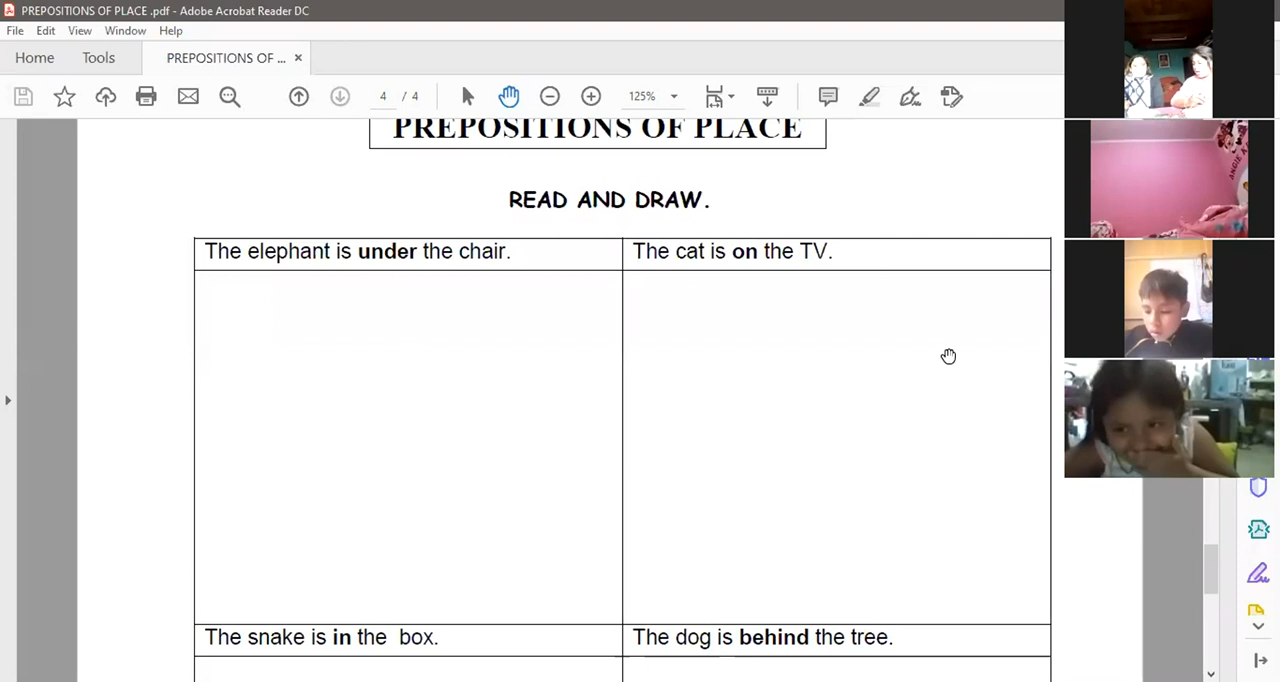 PREPOSITIONS OF PLACE .pdf - Adobe Acrobat Reader DC
File Edit View Window Help
Home Tools PREPOSITIONS OF ... ×
4 / 4 125%
PREPOSITIONS OF PLACE
READ AND DRAW.
The elephant is under the chair. The cat is on the TV.
The snake is in the box. The dog is behind the tree.